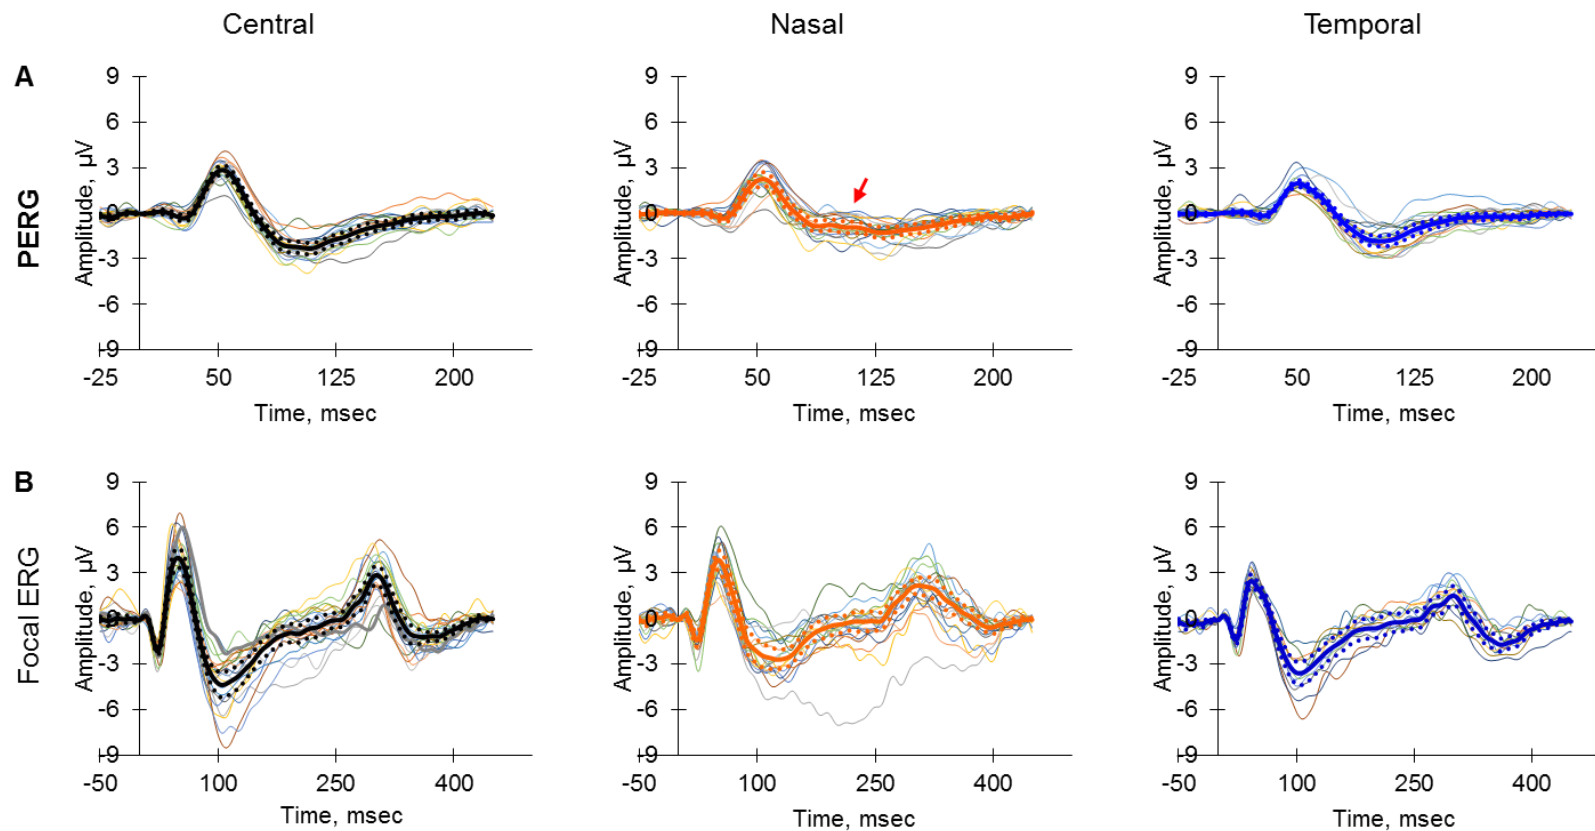 Central Nasal Temporal
A
PERG
Amplitude, µV
9
6
3
0
-3
-6
-9
-25 50 125 200
Time, msec
Amplitude, µV
9
6
3
0
-3
-6
-9
-25 50 125 200
Time, msec
Amplitude, µV
9
6
3
0
-3
-6
-9
-25 50 125 200
Time, msec
B
Focal ERG
Amplitude, µV
9
6
3
0
-3
-6
-9
-50 100 250 400
Time, msec
Amplitude, µV
9
6
3
0
-3
-6
-9
-50 100 250 400
Time, msec
Amplitude, µV
9
6
3
0
-3
-6
-9
-50 100 250 400
Time, msec